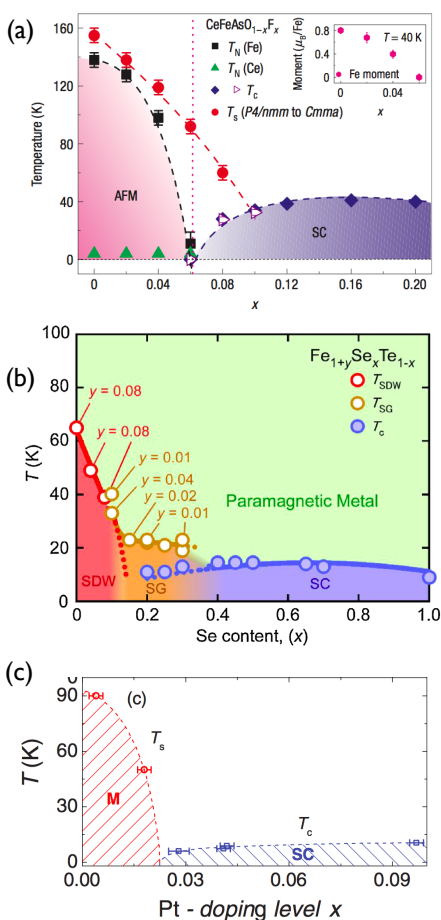 (a)
CeFeAsO1−xFx
TN (Fe)
TN (Ce)
Tc
Ts (P4/nmm to Cmma)
Moment (μB/Fe)
0.8
0.4
0
T = 40 K
Fe moment
0 0.04
x
Temperature (K)
160
120
80
40
0
AFM
SC
0 0.04 0.08 0.12 0.16 0.20
x
(b)
Fe1+ySexTe1-x
TSDW
TSG
Tc
T (K)
100
80
60
40
20
0
y = 0.08
y = 0.08
y = 0.01
y = 0.04
y = 0.02
y = 0.01
Paramagnetic Metal
SDW
SG
SC
0 0.2 0.4 0.6 0.8 1.0
Se content, (x)
(c)
(c)
T (K)
90
60
30
00
Ts
M
Tc
SC
0.00 0.03 0.06 0.09
Pt - doping level x